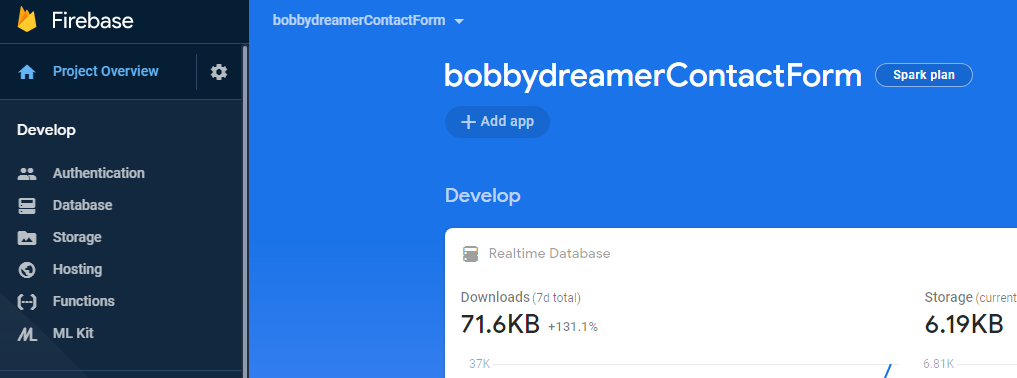 Firebase
Project Overview
Develop
Authentication
Database
Storage
Hosting
Functions
ML Kit
bobbydreamerContactForm
bobbydreamerContactForm Spark plan
+ Add app
Develop
Realtime Database
Downloads (7d total)
71.6KB +131.1%
37K
Storage (current
6.19KB
6.81K